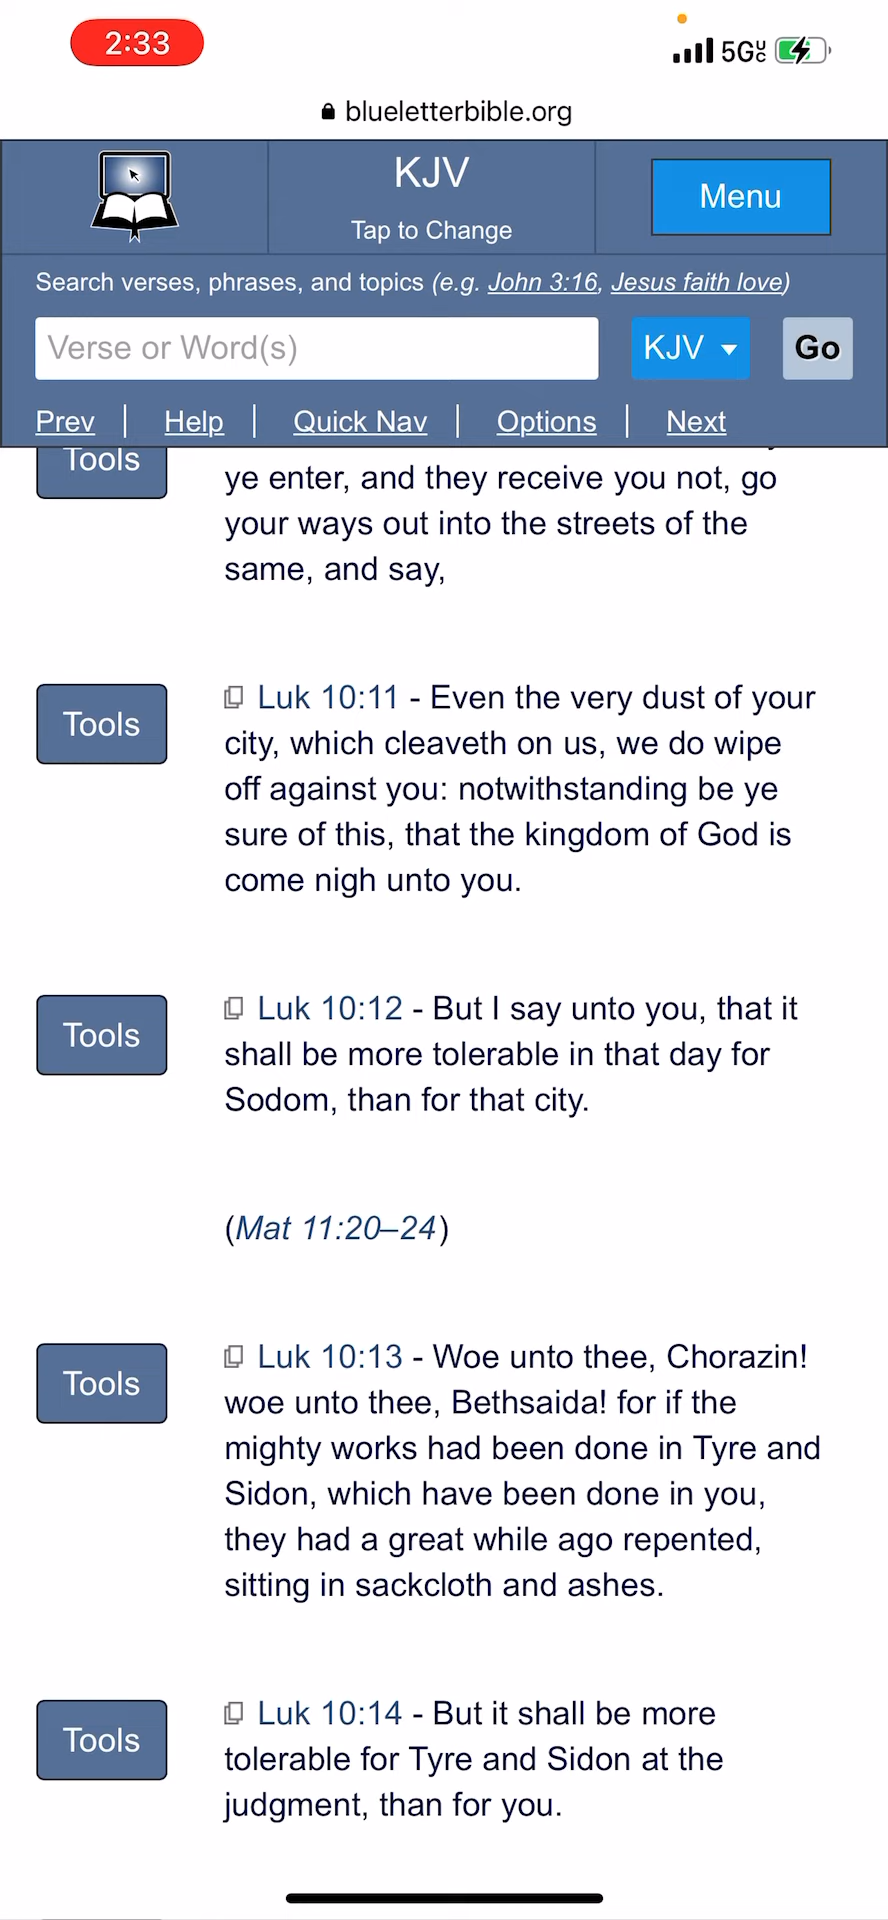 2:33
5G UC
blueletterbible.org
KJV
Menu
Tap to Change
Search verses, phrases, and topics (e.g. John 3:16, Jesus faith love)
Verse or Word(s)
KJV
Go
Prev | Help | Quick Nav | Options | Next
Tools
ye enter, and they receive you not, go
your ways out into the streets of the
same, and say,
Tools
Luk 10:11 - Even the very dust of your
city, which cleaveth on us, we do wipe
off against you: notwithstanding be ye
sure of this, that the kingdom of God is
come nigh unto you.
Tools
Luk 10:12 - But I say unto you, that it
shall be more tolerable in that day for
Sodom, than for that city.
(Mat 11:20–24)
Tools
Luk 10:13 - Woe unto thee, Chorazin!
woe unto thee, Bethsaida! for if the
mighty works had been done in Tyre and
Sidon, which have been done in you,
they had a great while ago repented,
sitting in sackcloth and ashes.
Tools
Luk 10:14 - But it shall be more
tolerable for Tyre and Sidon at the
judgment, than for you.